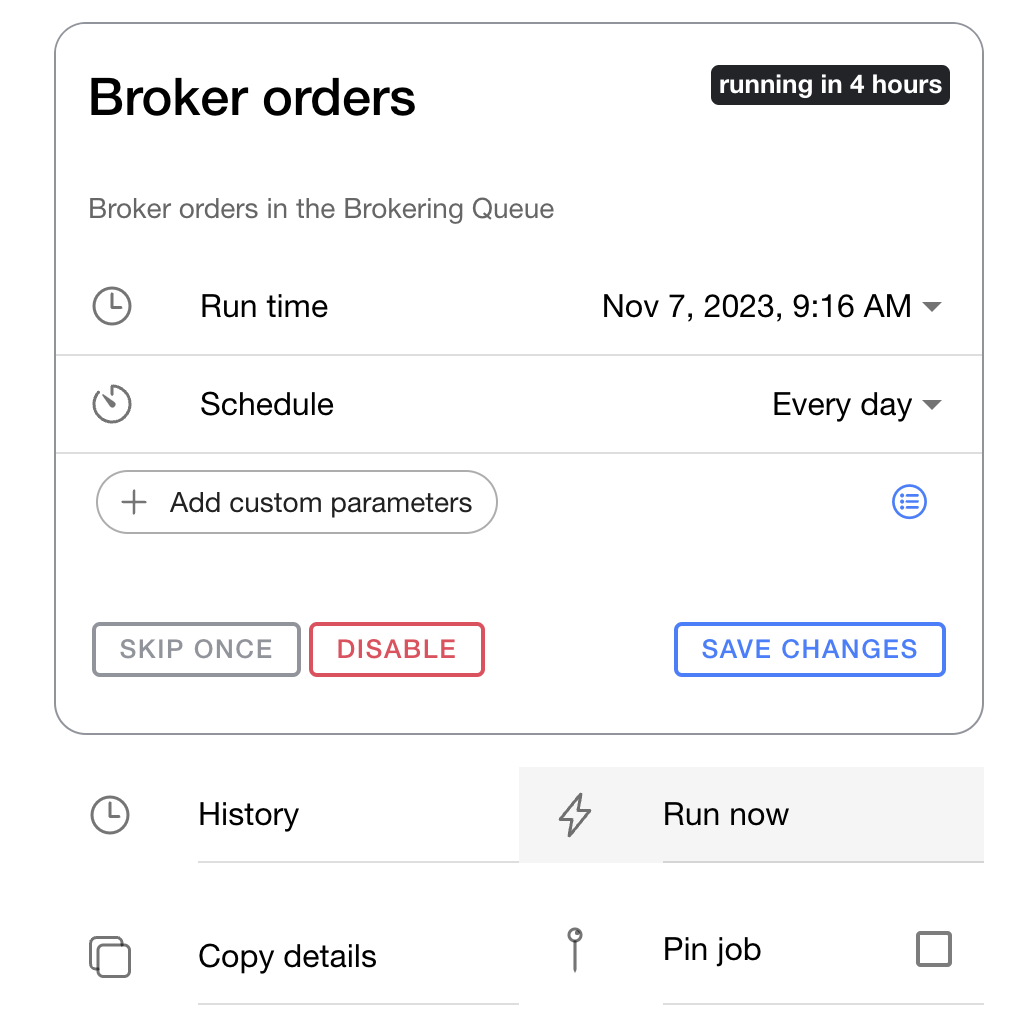 Broker orders
running in 4 hours
Broker orders in the Brokering Queue
Run time
Nov 7, 2023, 9:16 AM
Schedule
Every day
Add custom parameters
SKIP ONCE
DISABLE
SAVE CHANGES
History
Run now
Copy details
Pin job